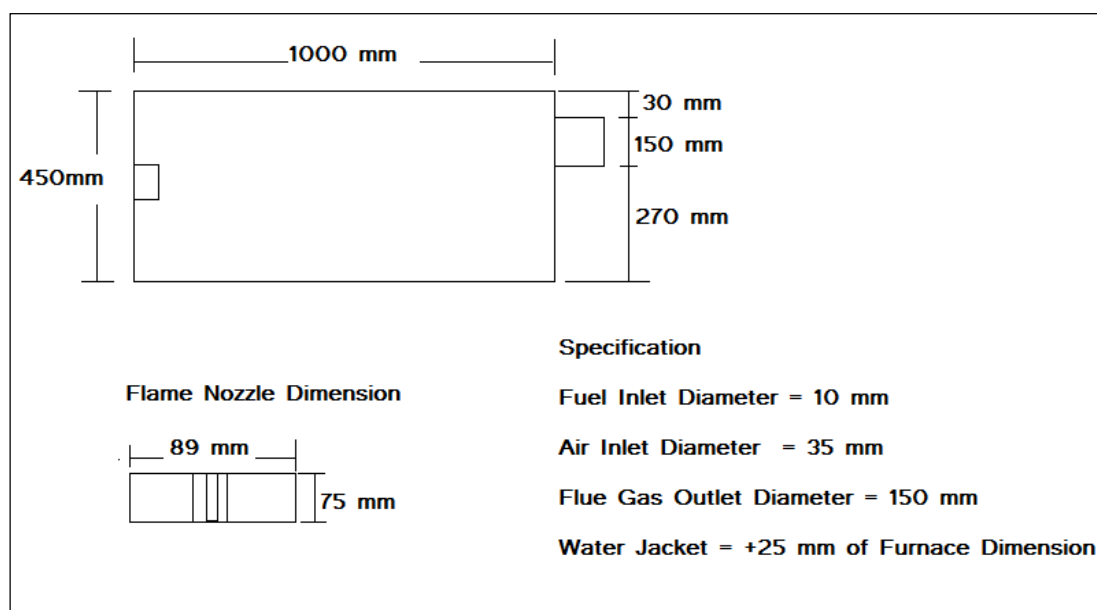 1000 mm
30 mm
150 mm
450mm
270 mm
Specification
Flame Nozzle Dimension
Fuel Inlet Diameter = 10 mm
89 mm
Air Inlet Diameter = 35 mm
75 mm
Flue Gas Outlet Diameter = 150 mm
Water Jacket = +25 mm of Furnace Dimension